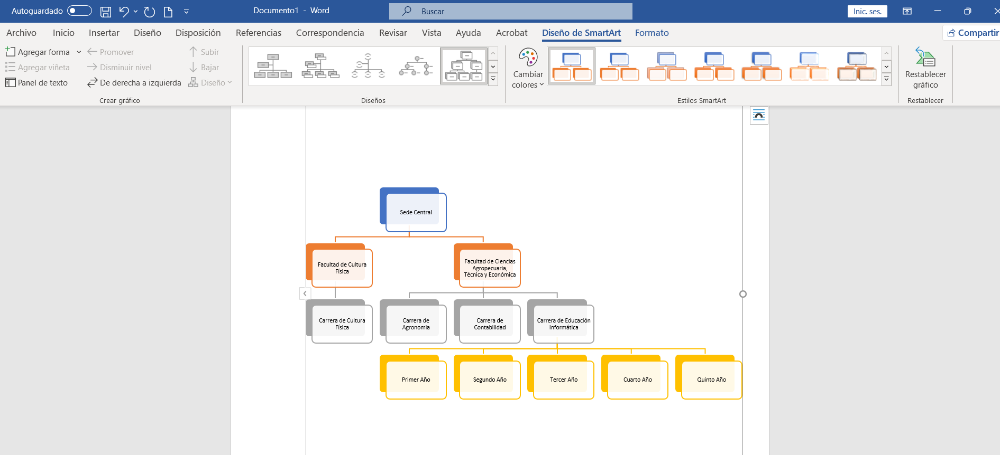 Autoguardado
Documento1 - Word
Buscar
Inic. ses.
Archivo Inicio Insertar Diseño Disposición Referencias Correspondencia Revisar Vista Ayuda Acrobat Diseño de SmartArt Formato
Compartir
Agregar forma
Agregar viñeta
Panel de texto
Promover
Disminuir nivel
De derecha a izquierda
Subir
Bajar
Diseño
Crear gráfico
Diseños
Cambiar
colores
Estilos SmartArt
Restablecer
gráfico
Restablecer
Sede Central
Facultad de Cultura
Física
Facultad de Ciencias
Agropecuaria,
Técnica y Económica
Carrera de Cultura
Física
Carrera de
Agronomia
Carrera de
Contabilidad
Carrera de Educación
Informática
Primer Año
Segundo Año
Tercer Año
Cuarto Año
Quinto Año